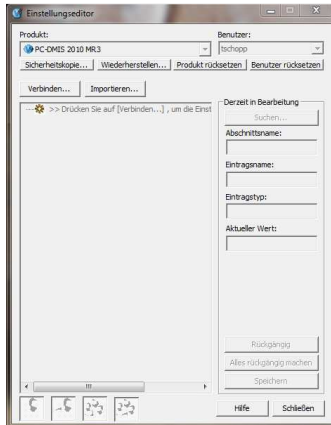 Einstellungseditor
Produkt:
Benutzer:
PC-DMIS 2010 MR3
tschopp
Sicherheitskopie...
Wiederherstellen...
Produkt rücksetzen
Benutzer rücksetzen
Verbinden...
Importieren...
>> Drücken Sie auf [Verbinden...] , um die Einst
Derzeit in Bearbeitung
Suchen...
Abschnittsname:
Eintragsname:
Eintragstyp:
Aktueller Wert:
Rückgängig
Alles rückgängig machen
Speichern
Hilfe
Schließen